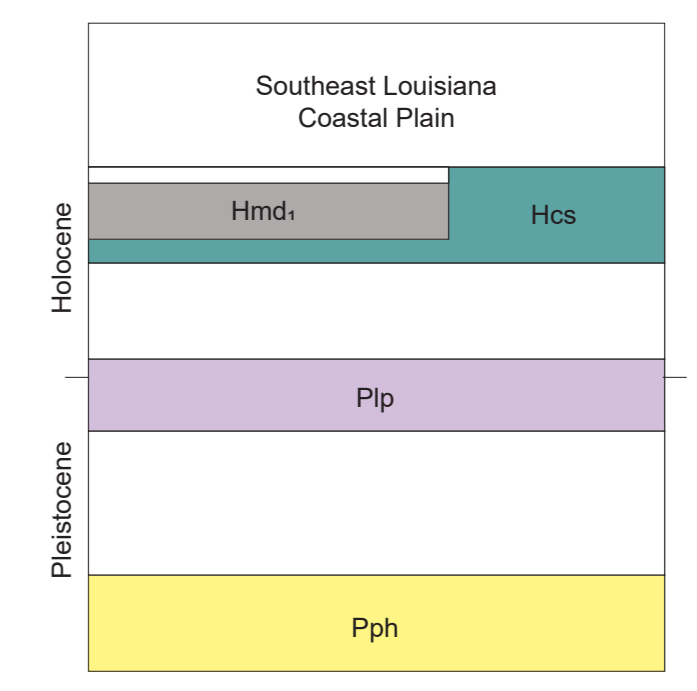 Southeast Louisiana
Coastal Plain
Holocene
Hmd₁
Hcs
Plp
Pleistocene
Pph